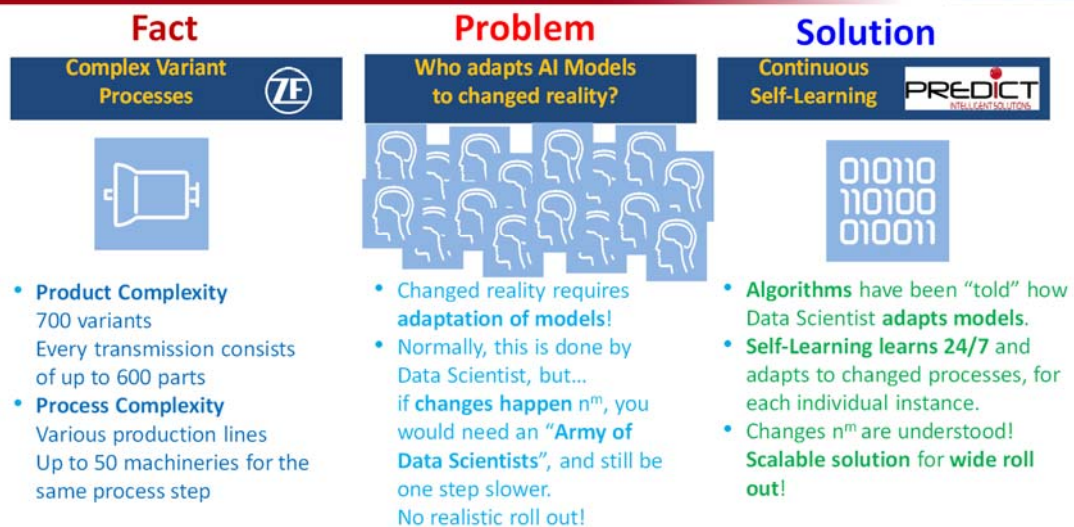 Fact
Complex Variant
Processes
ZF
Product Complexity
700 variants
Every transmission consists
of up to 600 parts
Process Complexity
Various production lines
Up to 50 machineries for the
same process step
Problem
Who adapts AI Models
to changed reality?
Changed reality requires
adaptation of models!
Normally, this is done by
Data Scientist, but...
if changes happen nᵐ, you
would need an “Army of
Data Scientists”, and still be
one step slower.
No realistic roll out!
Solution
Continuous
Self-Learning
PREDICT
INTELLIGENT SOLUTIONS
010110
110100
010011
Algorithms have been “told” how
Data Scientist adapts models.
Self-Learning learns 24/7 and
adapts to changed processes, for
each individual instance.
Changes nᵐ are understood!
Scalable solution for wide roll
out!